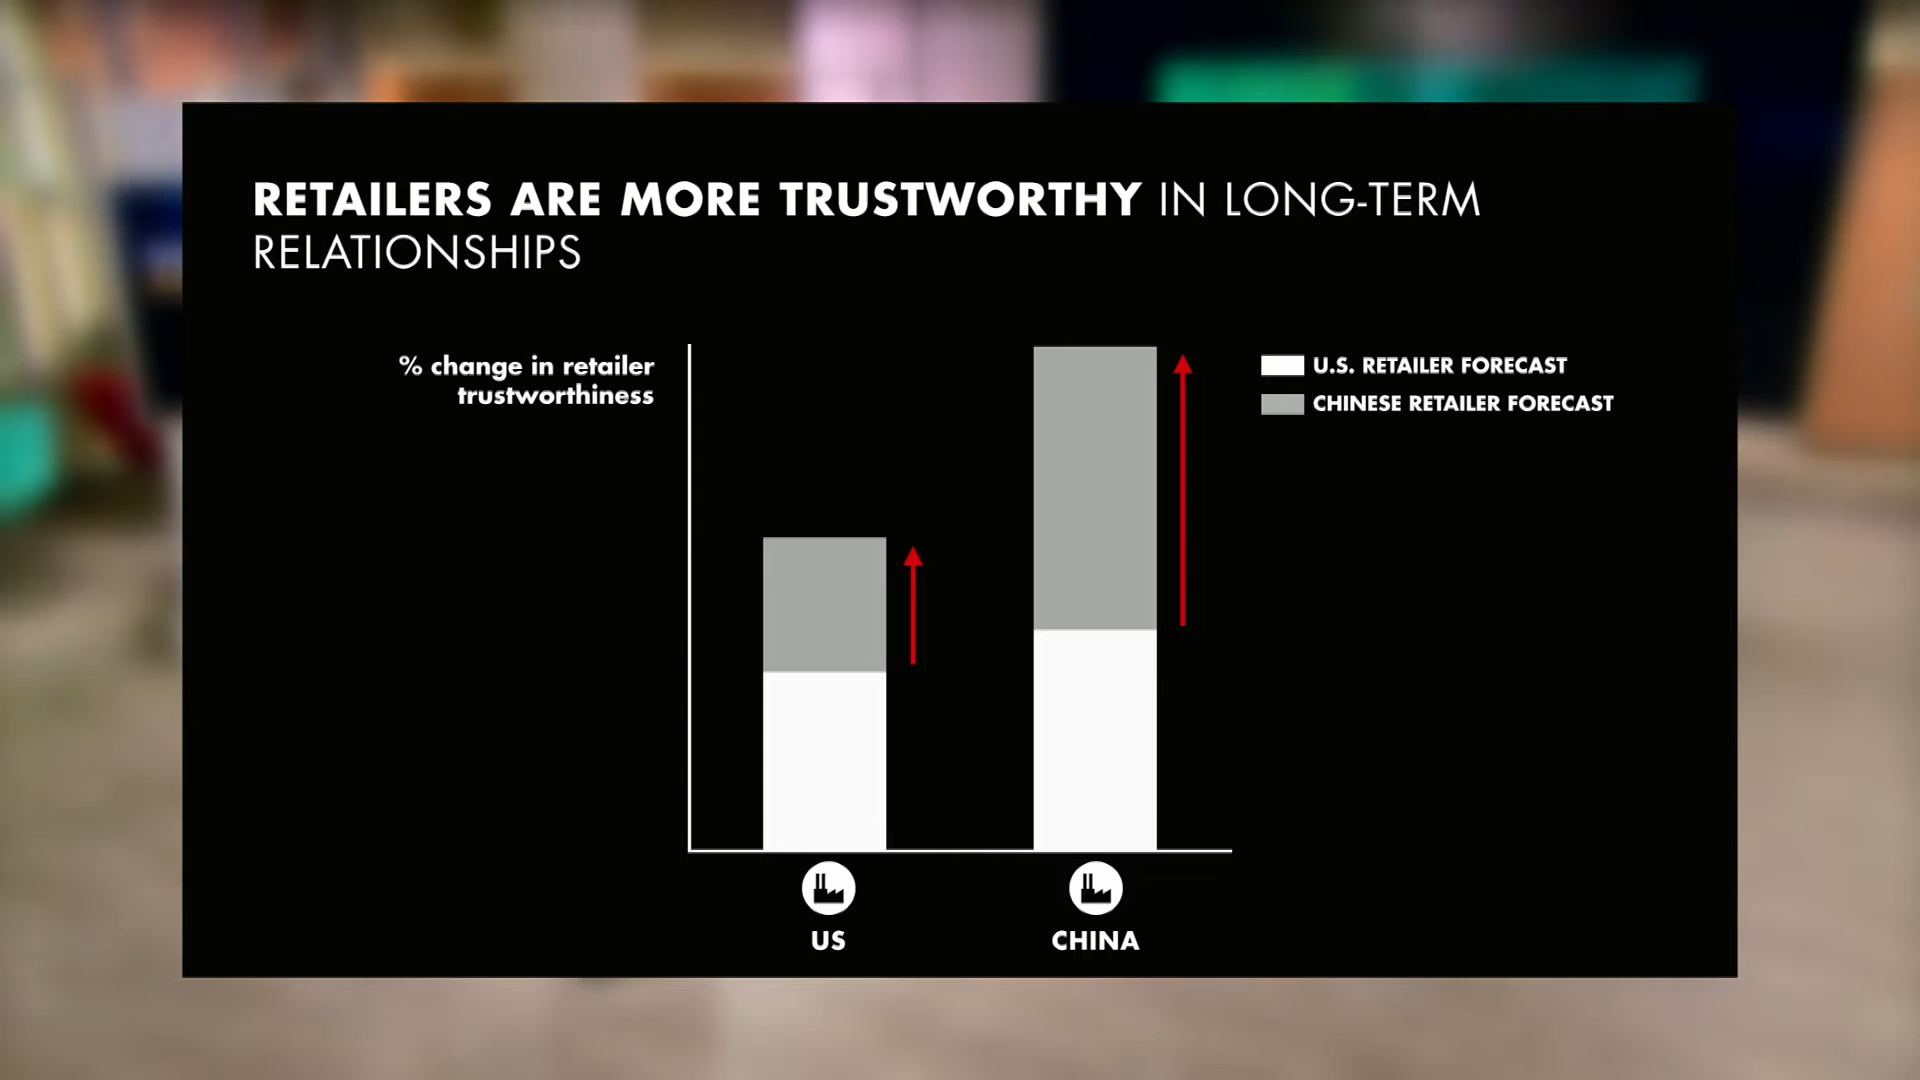 RETAILERS ARE MORE TRUSTWORTHY IN LONG-TERM
RELATIONSHIPS
% change in retailer
trustworthiness
U.S. RETAILER FORECAST
CHINESE RETAILER FORECAST
US
CHINA